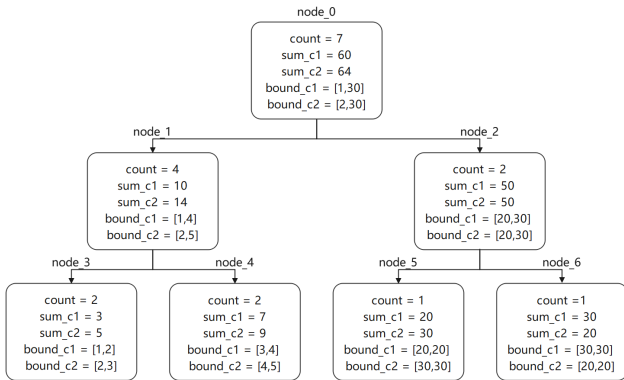 node_0
count = 7
sum_c1 = 60
sum_c2 = 64
bound_c1 = [1,30]
bound_c2 = [2,30]
node_1
node_2
count = 4
sum_c1 = 10
sum_c2 = 14
bound_c1 = [1,4]
bound_c2 = [2,5]
count = 2
sum_c1 = 50
sum_c2 = 50
bound_c1 = [20,30]
bound_c2 = [20,30]
node_3
node_4
node_5
node_6
count = 2
sum_c1 = 3
sum_c2 = 5
bound_c1 = [1,2]
bound_c2 = [2,3]
count = 2
sum_c1 = 7
sum_c2 = 9
bound_c1 = [3,4]
bound_c2 = [4,5]
count = 1
sum_c1 = 20
sum_c2 = 30
bound_c1 = [20,20]
bound_c2 = [30,30]
count =1
sum_c1 = 30
sum_c2 = 20
bound_c1 = [30,30]
bound_c2 = [20,20]